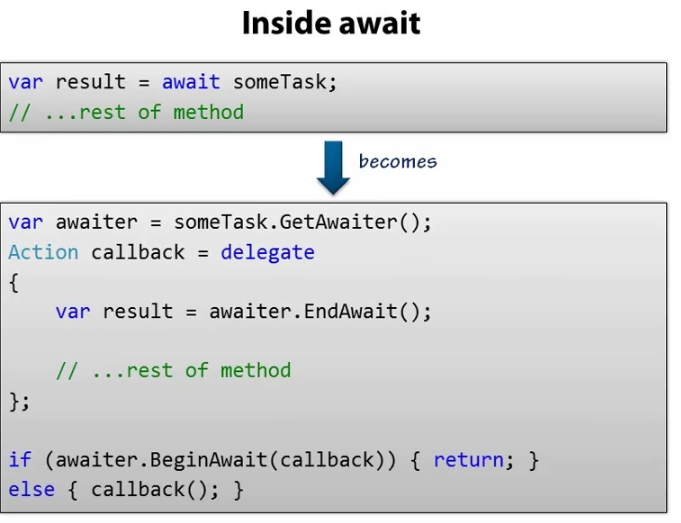 Inside await
var result = await someTask;
// ...rest of method
becomes
var awaiter = someTask.GetAwaiter();
Action callback = delegate
{
    var result = awaiter.EndAwait();
    // ...rest of method
};
if (awaiter.BeginAwait(callback)) { return; }
else { callback(); }